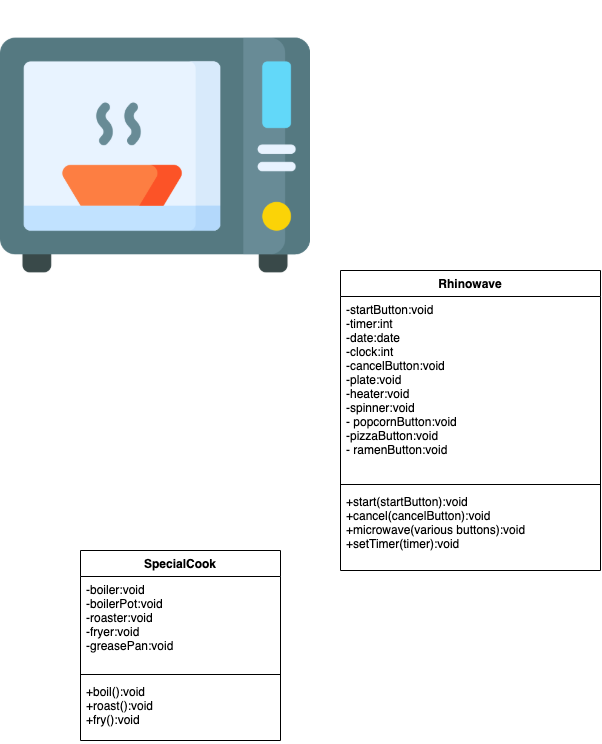 Rhinowave
-startButton:void
-timer:int
-date:date
-clock:int
-cancelButton:void
-plate:void
-heater:void
-spinner:void
- popcornButton:void
-pizzaButton:void
- ramenButton:void
+start(startButton):void
+cancel(cancelButton):void
+microwave(various buttons):void
+setTimer(timer):void
SpecialCook
-boiler:void
-boilerPot:void
-roaster:void
-fryer:void
-greasePan:void
+boil():void
+roast():void
+fry():void